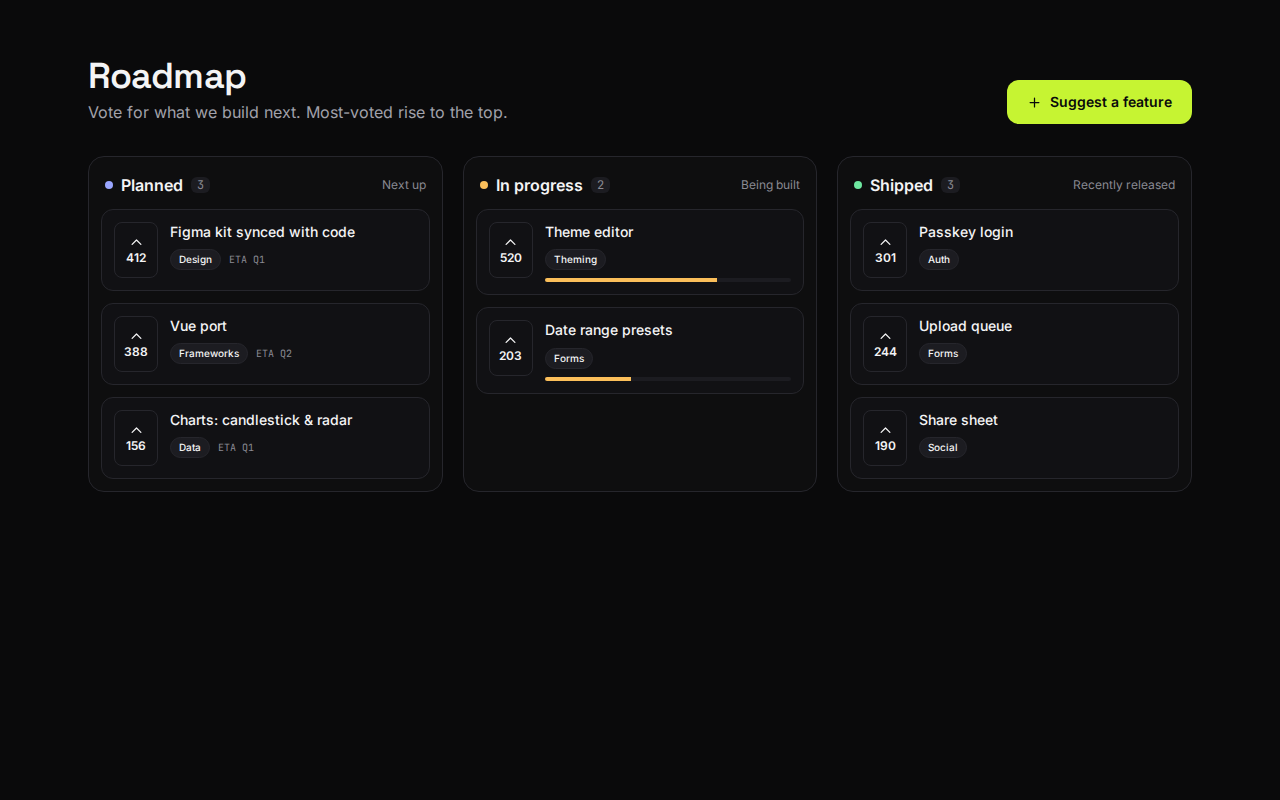 Roadmap
Vote for what we build next. Most-voted rise to the top.
+ Suggest a feature
Planned 3 Next up
412 Figma kit synced with code
Design ETA Q1
388 Vue port
Frameworks ETA Q2
156 Charts: candlestick & radar
Data ETA Q1
In progress 2 Being built
520 Theme editor
Theming
203 Date range presets
Forms
Shipped 3 Recently released
301 Passkey login
Auth
244 Upload queue
Forms
190 Share sheet
Social